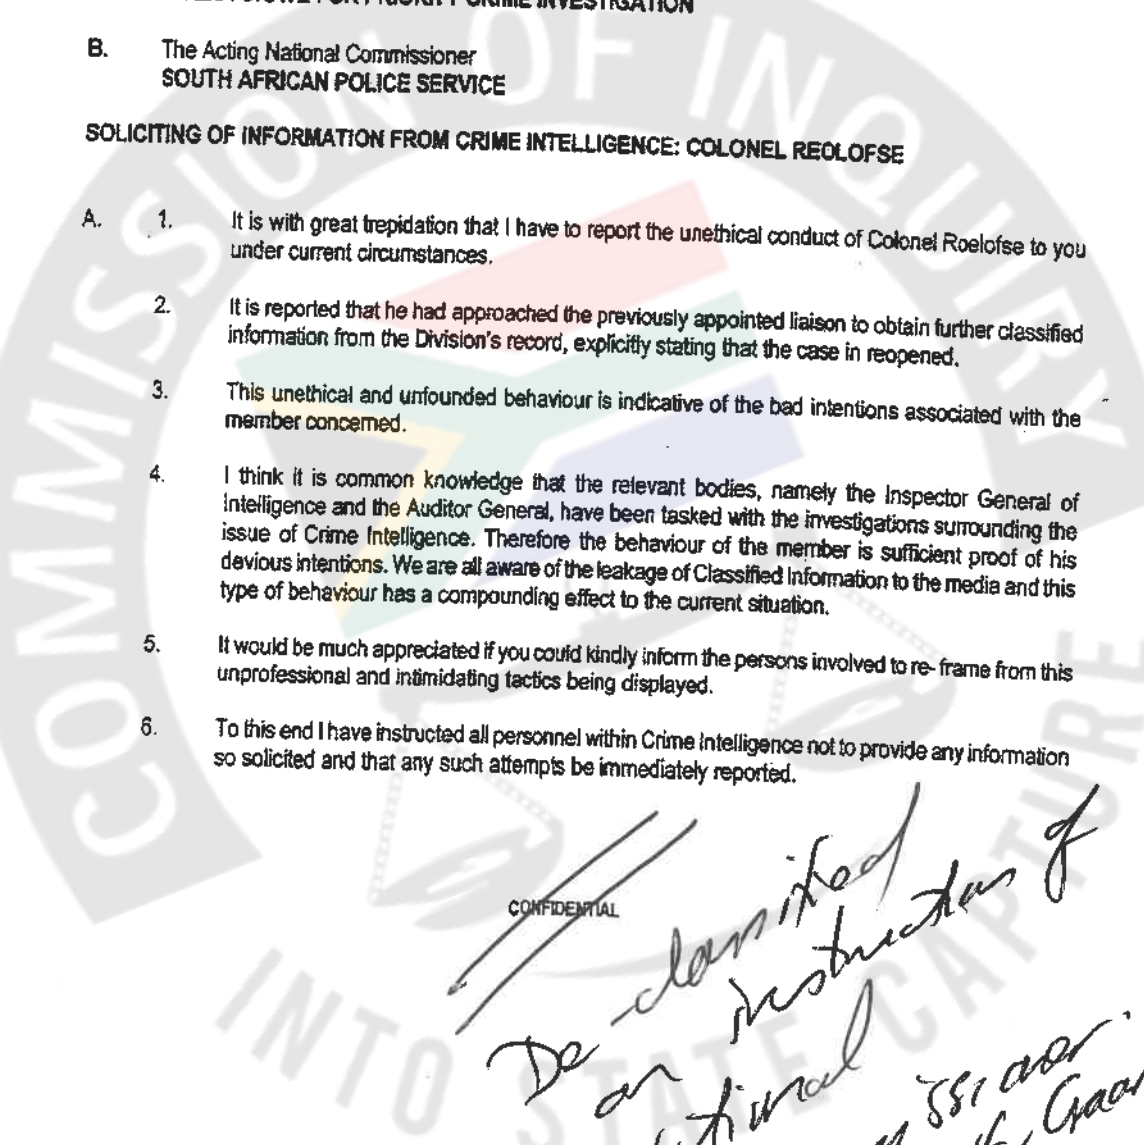 PRIORITY CRIME INVESTIGATION
B. The Acting National Commissioner
SOUTH AFRICAN POLICE SERVICE
SOLICITING OF INFORMATION FROM CRIME INTELLIGENCE: COLONEL REOLOFSE
A. 1. It is with great trepidation that I have to report the unethical conduct of Colonel Roelofse to you
under current circumstances.
2. It is reported that he had approached the previously appointed liaison to obtain further classified
information from the Division's record, explicitly stating that the case in reopened.
3. This unethical and unfounded behaviour is indicative of the bad intentions associated with the
member concerned.
4. I think it is common knowledge that the relevant bodies, namely the Inspector General of
Intelligence and the Auditor General, have been tasked with the investigations surrounding the
issue of Crime Intelligence. Therefore the behaviour of the member is sufficient proof of his
devious intentions. We are all aware of the leakage of Classified Information to the media and this
type of behaviour has a compounding effect to the current situation.
5. It would be much appreciated if you could kindly inform the persons involved to re- frame from this
unprofessional and intimidating tactics being displayed.
6. To this end I have instructed all personnel within Crime Intelligence not to provide any information
so solicited and that any such attempts be immediately reported.
CONFIDENTIAL
De-classified
on instruction of
COMMISSION OF INQUIRY
INTO STATE CAPTURE